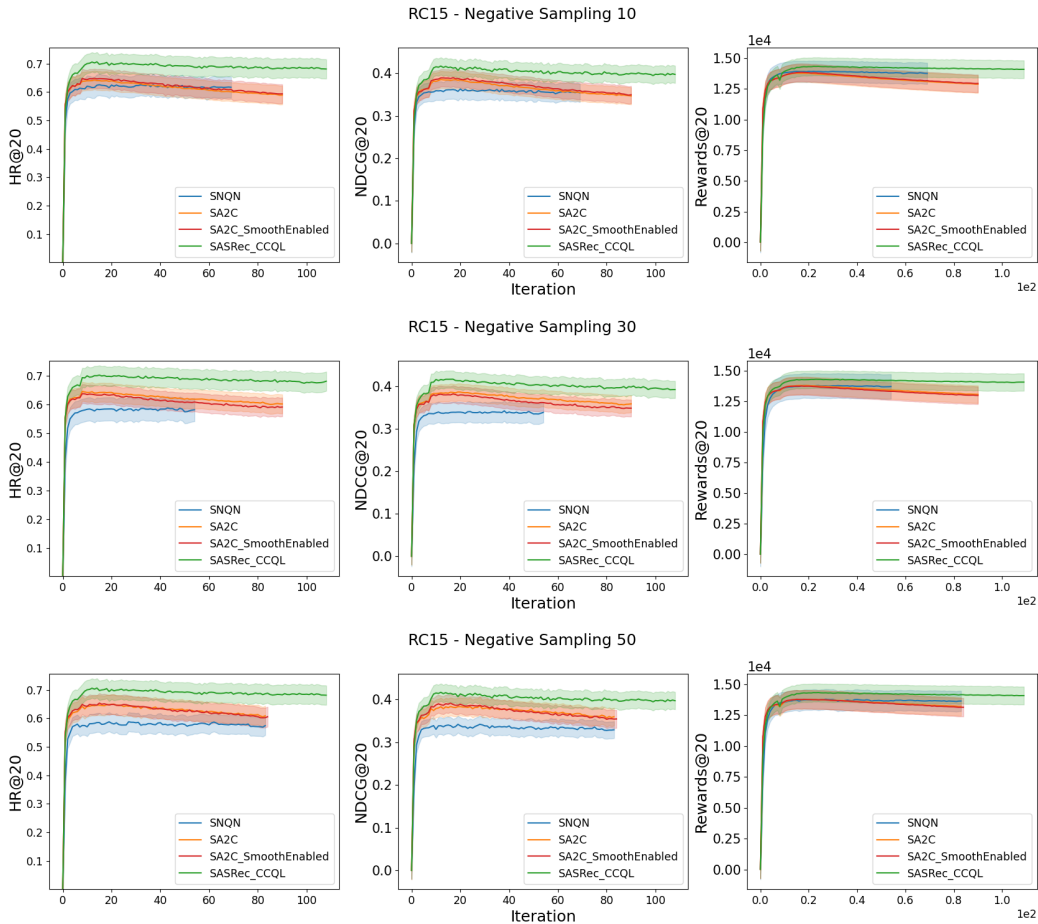 RC15 - Negative Sampling 10
HR@20
0.7
0.6
0.5
0.4
0.3
0.2
0.1
0 20 40 60 80 100
SNQN
SA2C
SA2C_SmoothEnabled
SASRec_CCQL
NDCG@20
0.4
0.3
0.2
0.1
0.0
0 20 40 60 80 100
Iteration
SNQN
SA2C
SA2C_SmoothEnabled
SASRec_CCQL
1e4
Rewards@20
1.50
1.25
1.00
0.75
0.50
0.25
0.00
0.0 0.2 0.4 0.6 0.8 1.0
1e2
SNQN
SA2C
SA2C_SmoothEnabled
SASRec_CCQL
RC15 - Negative Sampling 30
HR@20
0.7
0.6
0.5
0.4
0.3
0.2
0.1
0 20 40 60 80 100
SNQN
SA2C
SA2C_SmoothEnabled
SASRec_CCQL
NDCG@20
0.4
0.3
0.2
0.1
0.0
0 20 40 60 80 100
Iteration
SNQN
SA2C
SA2C_SmoothEnabled
SASRec_CCQL
1e4
Rewards@20
1.50
1.25
1.00
0.75
0.50
0.25
0.00
0.0 0.2 0.4 0.6 0.8 1.0
1e2
SNQN
SA2C
SA2C_SmoothEnabled
SASRec_CCQL
RC15 - Negative Sampling 50
HR@20
0.7
0.6
0.5
0.4
0.3
0.2
0.1
0 20 40 60 80 100
SNQN
SA2C
SA2C_SmoothEnabled
SASRec_CCQL
NDCG@20
0.4
0.3
0.2
0.1
0.0
0 20 40 60 80 100
Iteration
SNQN
SA2C
SA2C_SmoothEnabled
SASRec_CCQL
1e4
Rewards@20
1.50
1.25
1.00
0.75
0.50
0.25
0.00
0.0 0.2 0.4 0.6 0.8 1.0
1e2
SNQN
SA2C
SA2C_SmoothEnabled
SASRec_CCQL